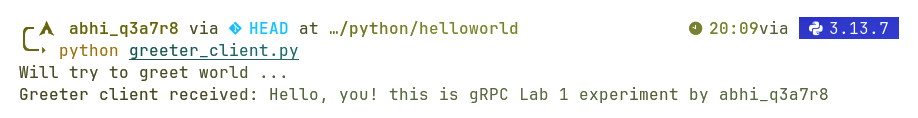 abhi_q3a7r8 via HEAD at …/python/helloworld 20:09via 3.13.7
python greeter_client.py
Will try to greet world ...
Greeter client received: Hello, you! this is gRPC Lab 1 experiment by abhi_q3a7r8